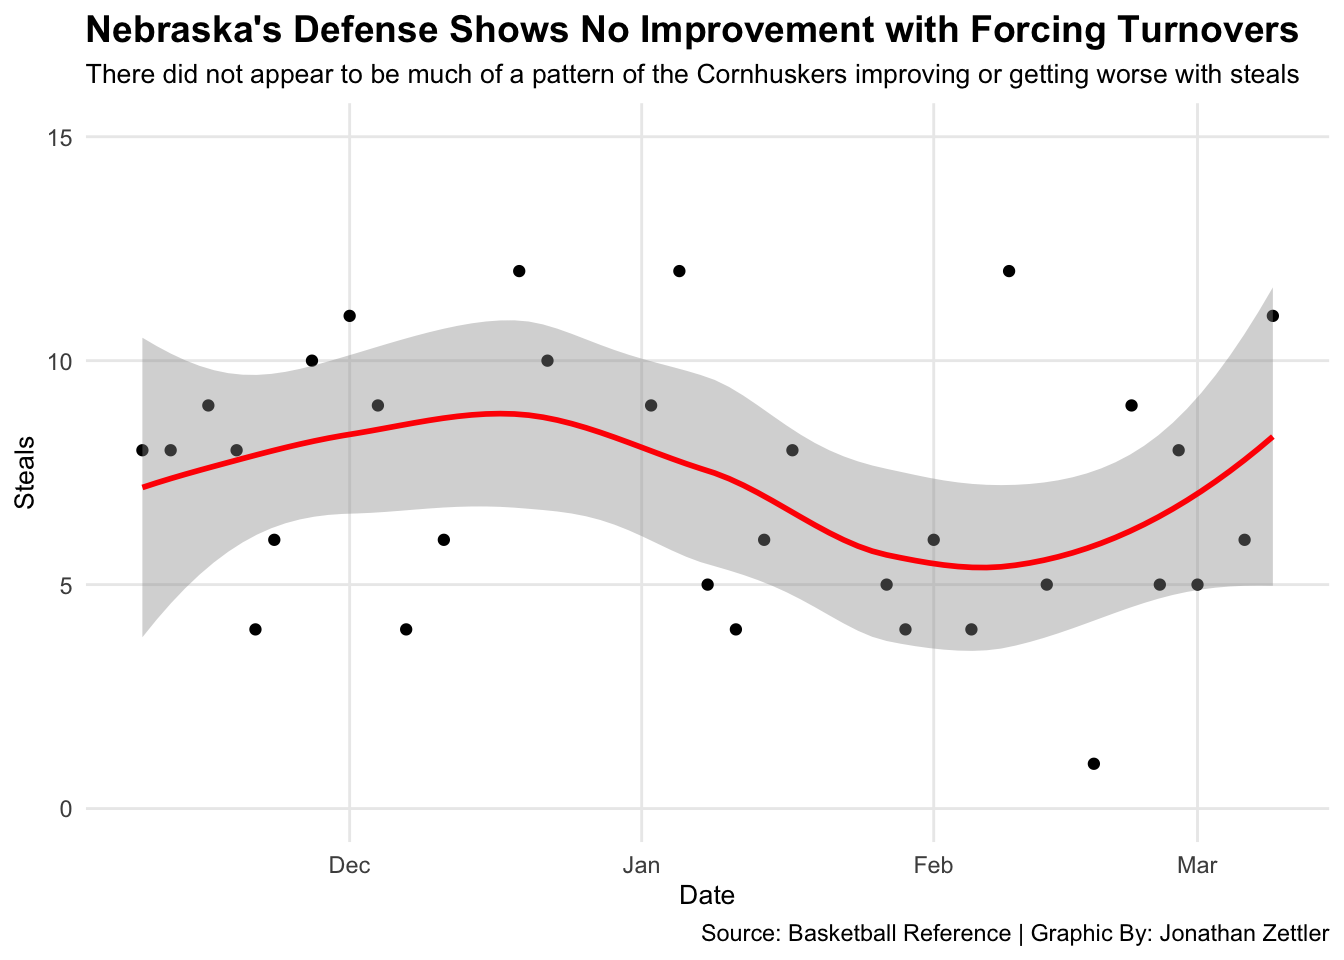 Nebraska's Defense Shows No Improvement with Forcing Turnovers
There did not appear to be much of a pattern of the Cornhuskers improving or getting worse with steals
15
10
5
0
Steals
Dec Jan Feb Mar
Date
Source: Basketball Reference | Graphic By: Jonathan Zettler